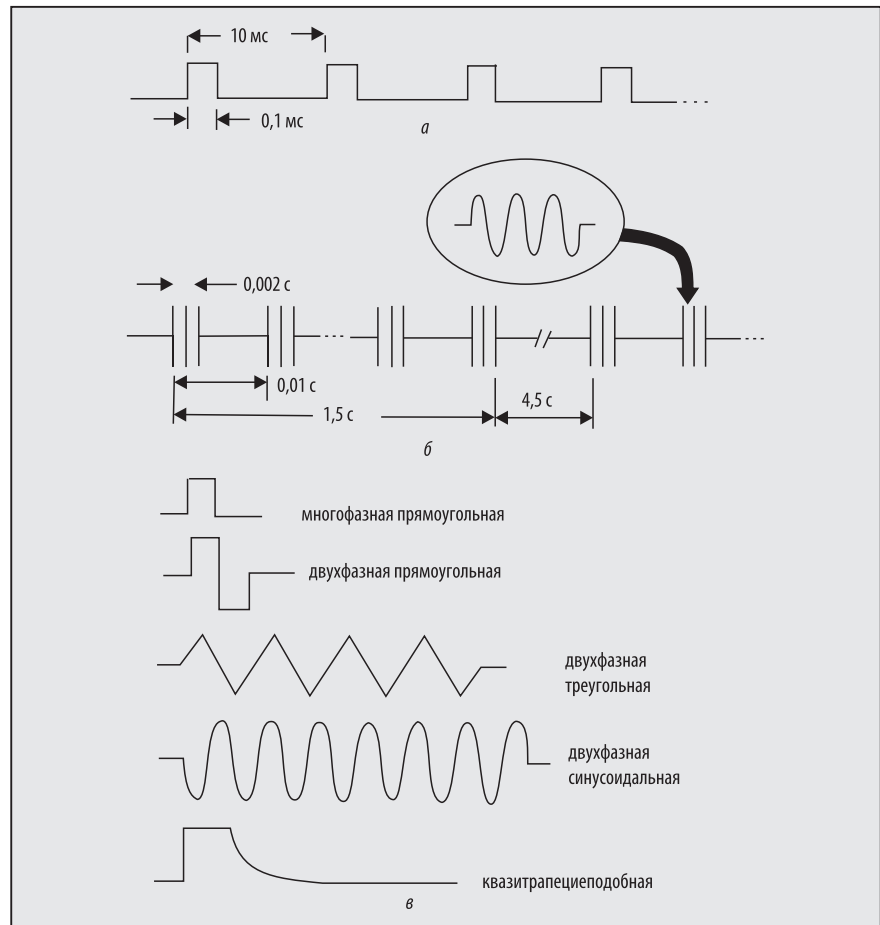 10 мс
0,1 мс
а
0,002 с
0,01 с
1,5 с
4,5 с
б
многофазная прямоугольная
двухфазная прямоугольная
двухфазная
треугольная
двухфазная
синусоидальная
квазитрапециеподобная
в